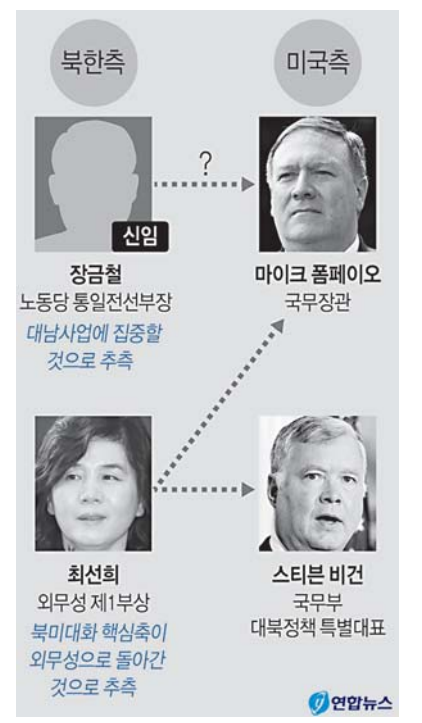 북한측
미국측
?
신임
장금철
노동당 통일전선부장
대남사업에 집중할
것으로 추측
마이크 폼페이오
국무장관
최선희
외무성 제1부상
북미대화 핵심축이
외무성으로 돌아간
것으로 추측
스티븐 비건
국무부
대북정책 특별대표
연합뉴스